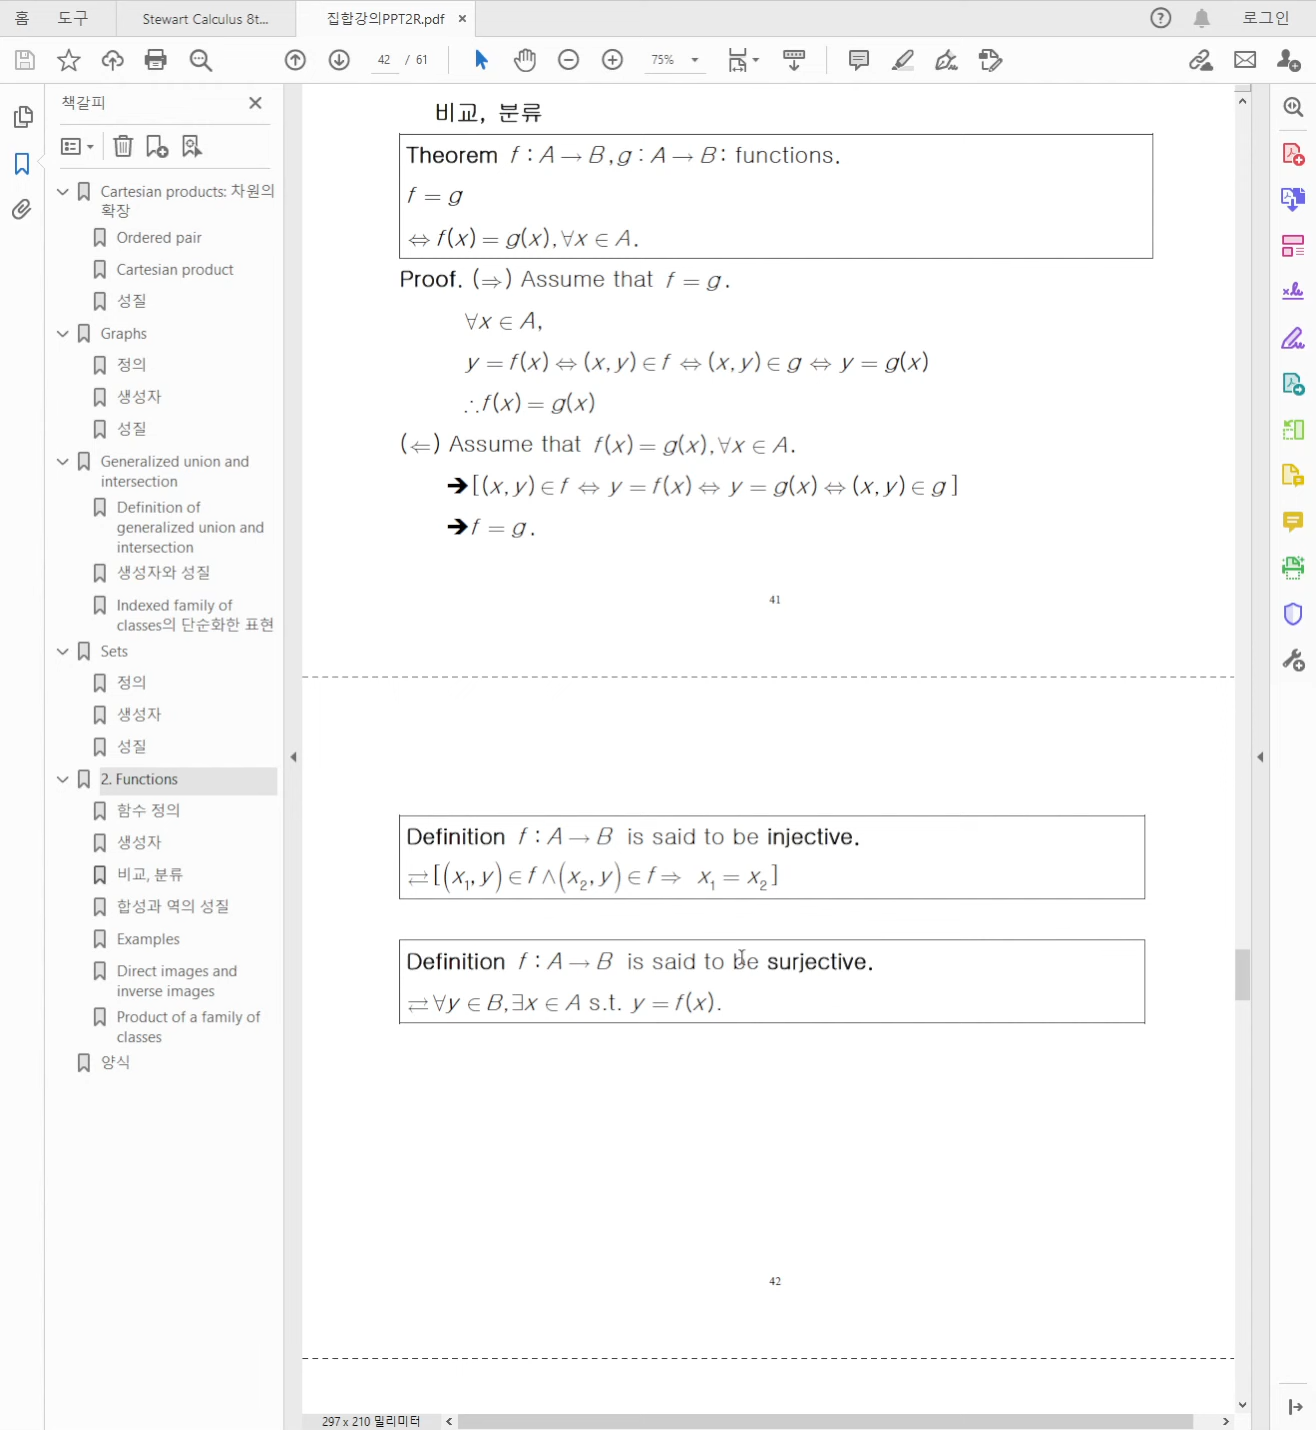 홈 도구 Stewart Calculus 8t... 집합강의PPT2R.pdf × 로그인
42 / 61 75%
책갈피
Cartesian products: 차원의
확장
Ordered pair
Cartesian product
성질
Graphs
정의
생성자
성질
Generalized union and
intersection
Definition of
generalized union and
intersection
생성자와 성질
Indexed family of
classes의 단순화한 표현
Sets
정의
생성자
성질
2. Functions
함수 정의
생성자
비교, 분류
합성과 역의 성질
Examples
Direct images and
inverse images
Product of a family of
classes
양식
비교, 분류
Theorem f : A → B, g : A → B : functions.
f = g
⇔ f(x) = g(x), ∀x ∈ A.
Proof. (⇒) Assume that f = g.
∀x ∈ A,
y = f(x) ⇔ (x, y) ∈ f ⇔ (x, y) ∈ g ⇔ y = g(x)
∴ f(x) = g(x)
(⇐) Assume that f(x) = g(x), ∀x ∈ A.
➔ [(x, y) ∈ f ⇔ y = f(x) ⇔ y = g(x) ⇔ (x, y) ∈ g]
➔ f = g.
41
Definition f : A → B is said to be injective.
⇄ [(x₁, y) ∈ f ∧ (x₂, y) ∈ f ⇒ x₁ = x₂]
Definition f : A → B is said to be surjective.
⇄ ∀y ∈ B, ∃x ∈ A s.t. y = f(x).
42
297 x 210 밀리미터